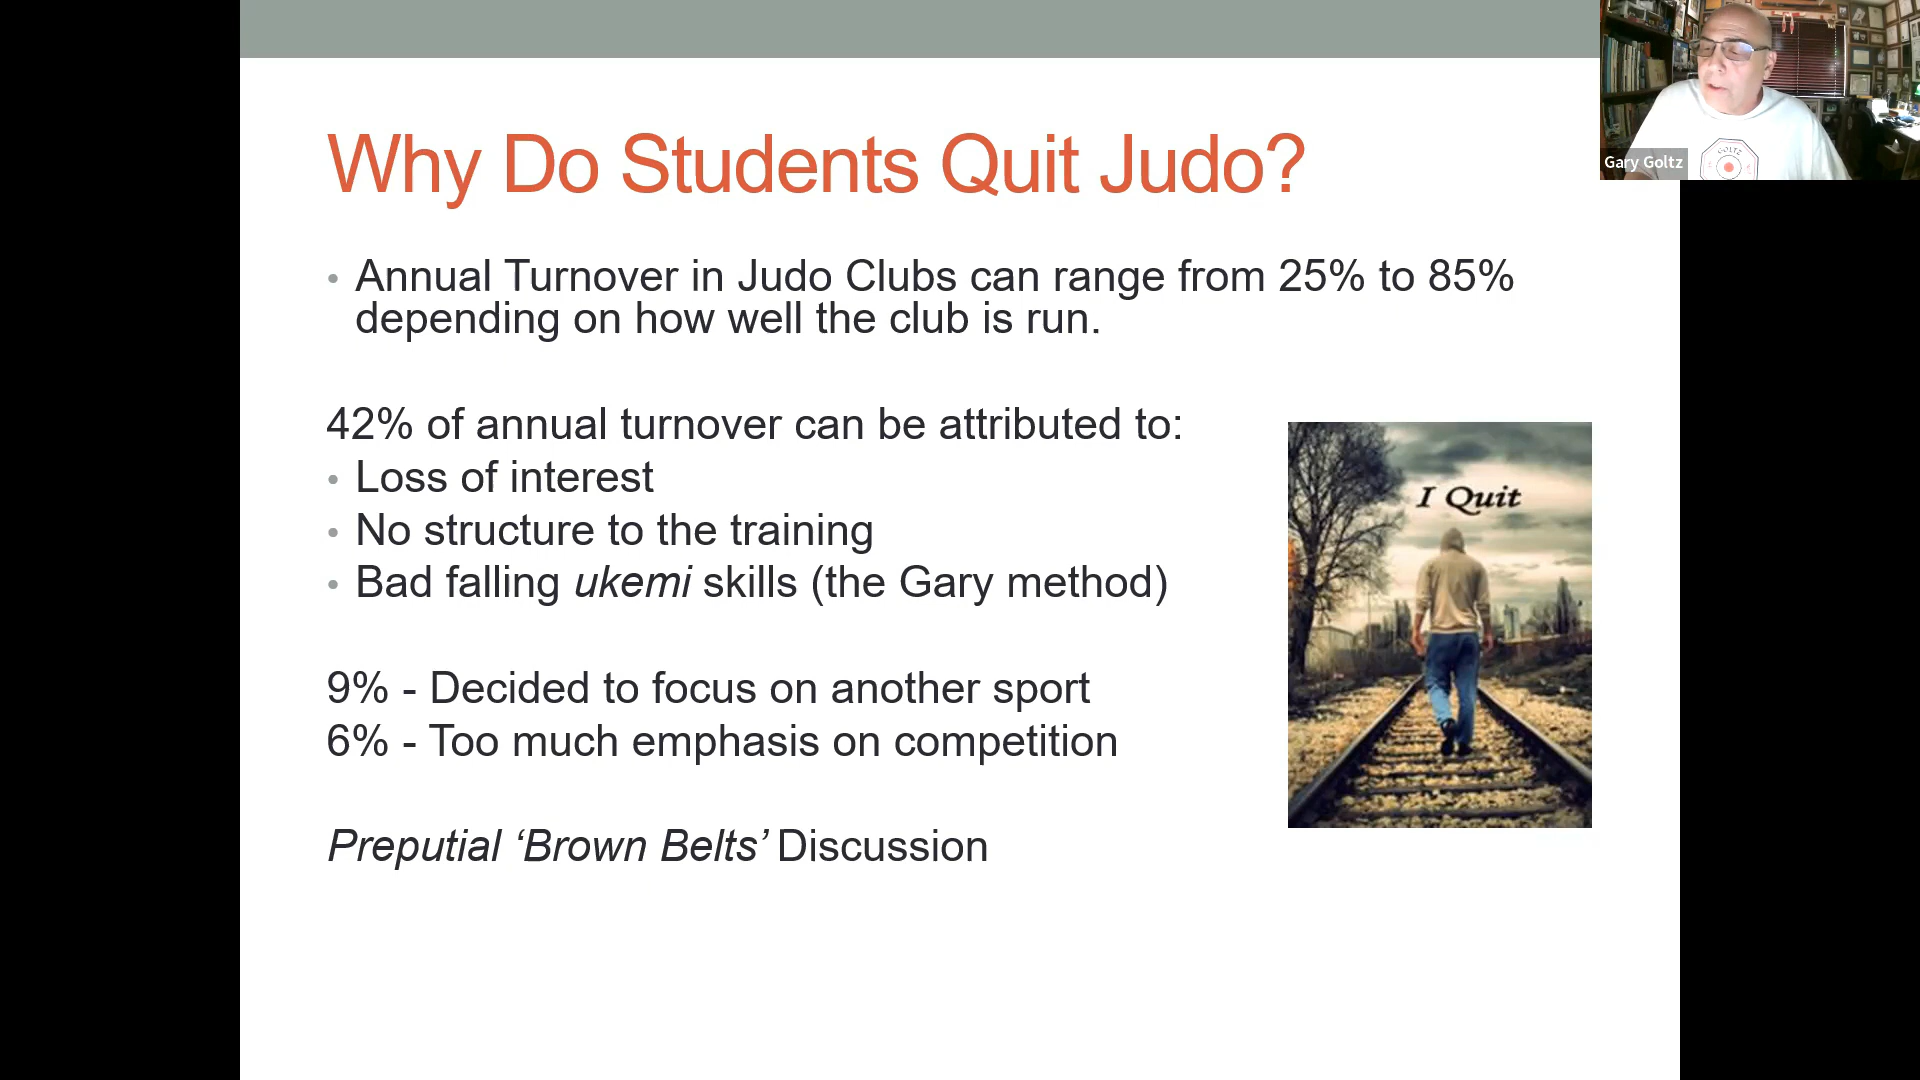 Why Do Students Quit Judo?
Gary Goltz
GOLTZ
• Annual Turnover in Judo Clubs can range from 25% to 85%
depending on how well the club is run.
42% of annual turnover can be attributed to:
• Loss of interest
• No structure to the training
• Bad falling ukemi skills (the Gary method)
I Quit
9% - Decided to focus on another sport
6% - Too much emphasis on competition
Preputial ‘Brown Belts’ Discussion